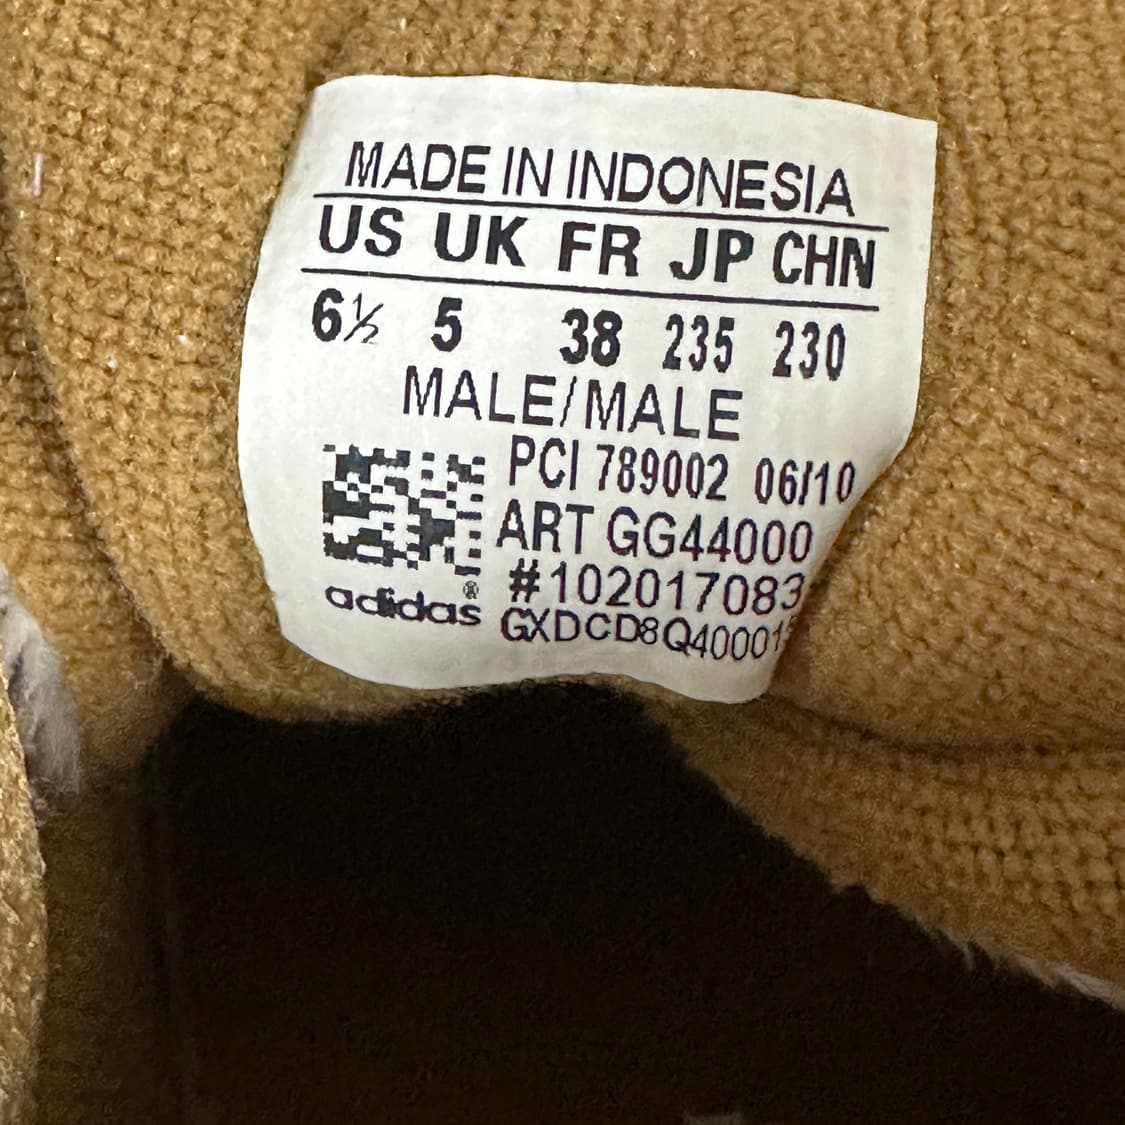 MADE IN INDONESIA
US UK FR JP CHN
6½ 5 38 235 230
MALE/MALE
PCI 789002 06/10
ART GG44000
#102017083
adidas®